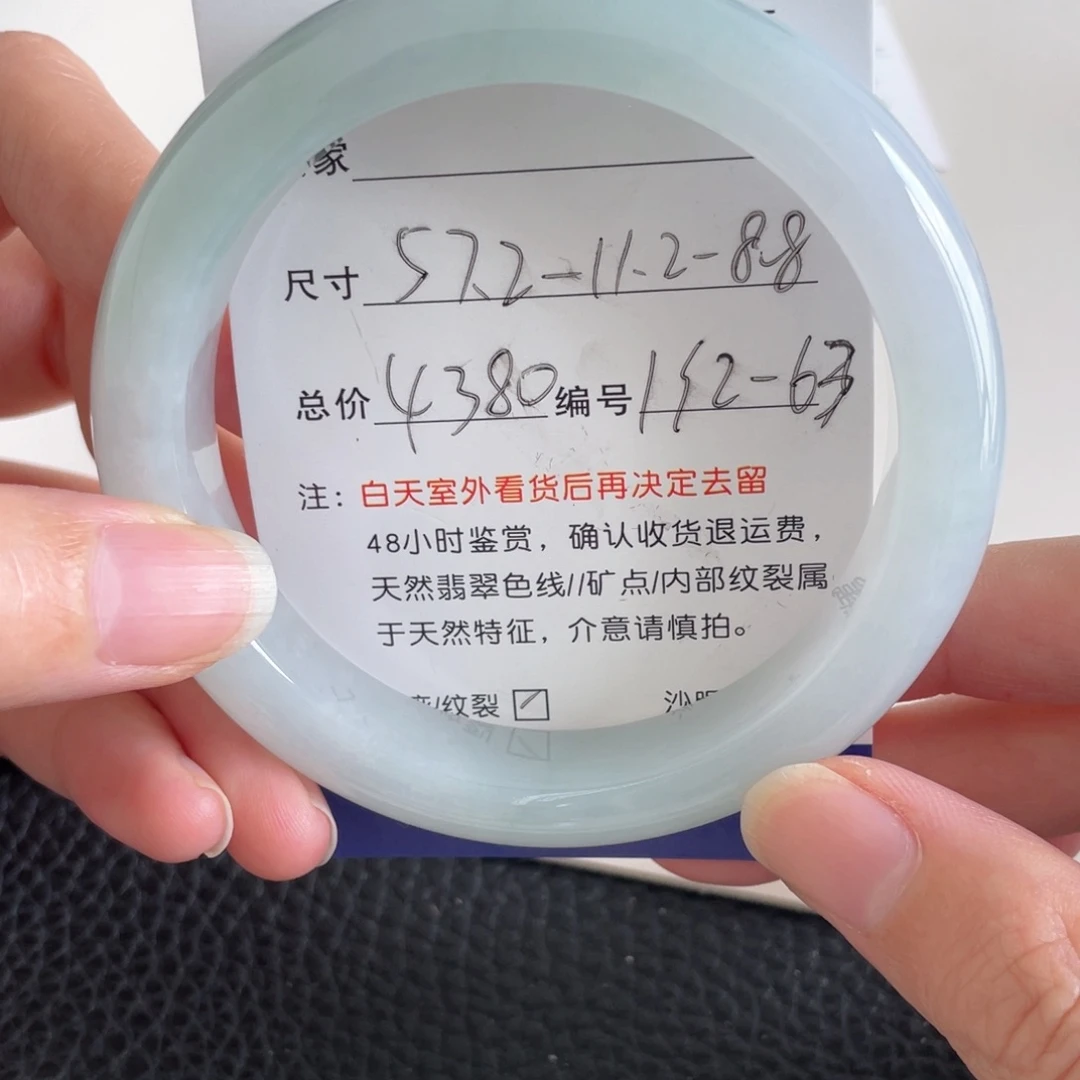 蒙
尺寸 57.2-11.2-8.8
总价 4380 编号 192-63
注：白天室外看货后再决定去留
48小时鉴赏，确认收货退运费，
天然翡翠色线//矿点/内部纹裂属
于天然特征，介意请慎拍。
纹裂